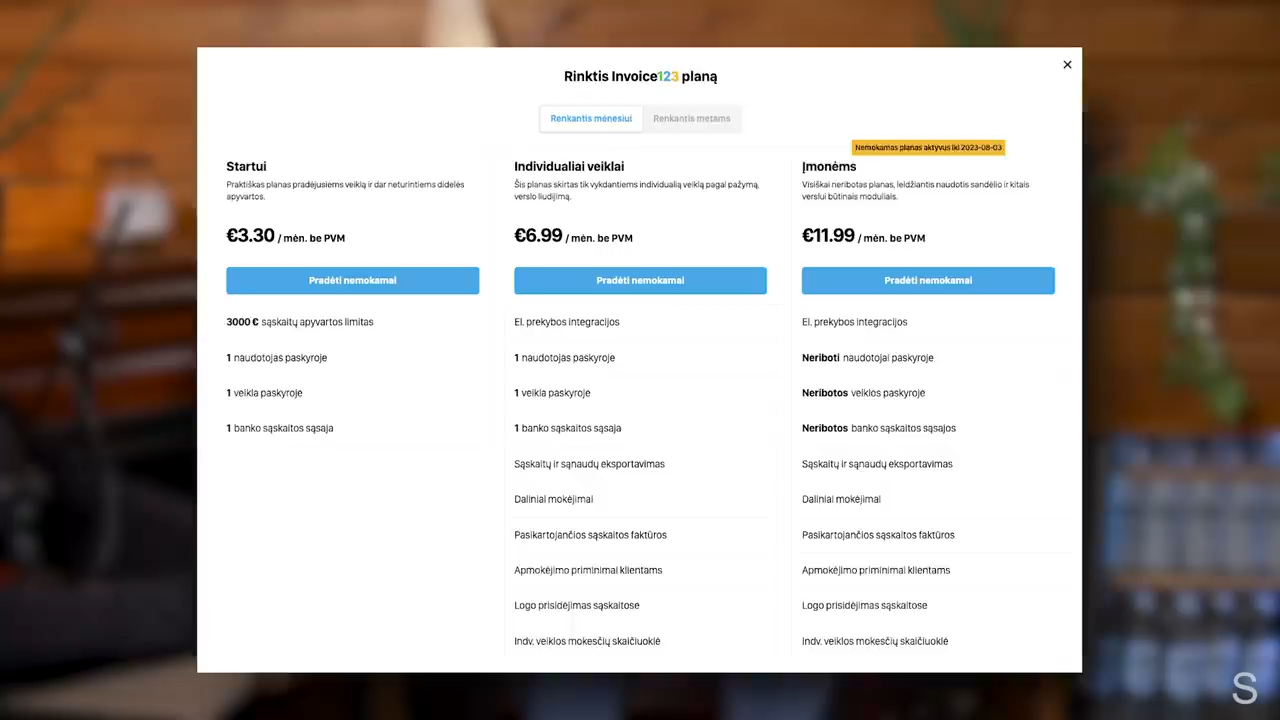 Rinktis Invoice123 planą
Renkantis mėnesiui
Renkantis metams
Startui
Praktiškas planas pradėjusiems veiklą ir dar neturintiems didelės
apyvartos.
€3.30 / mėn. be PVM
Pradėti nemokamai
3000 € sąskaitų apyvartos limitas
1 naudotojas paskyroje
1 veikla paskyroje
1 banko sąskaitos sąsaja
Individualiai veiklai
Šis planas skirtas tik vykdantiems individualią veiklą pagal pažymą,
verslo liudijimą.
€6.99 / mėn. be PVM
Pradėti nemokamai
El. prekybos integracijos
1 naudotojas paskyroje
1 veikla paskyroje
1 banko sąskaitos sąsaja
Sąskaitų ir sąnaudų eksportavimas
Daliniai mokėjimai
Pasikartojančios sąskaitos faktūros
Apmokėjimo priminimai klientams
Logo prisidėjimas sąskaitose
Indv. veiklos mokesčių skaičiuoklė
Nemokamas planas aktyvus iki 2023-08-03
Įmonėms
Visiškai neribotas planas, leidžiantis naudotis sandėlio ir kitais
verslui būtinais moduliais.
€11.99 / mėn. be PVM
Pradėti nemokamai
El. prekybos integracijos
Neriboti naudotojai paskyroje
Neribotos veiklos paskyroje
Neribotos banko sąskaitos sąsajos
Sąskaitų ir sąnaudų eksportavimas
Daliniai mokėjimai
Pasikartojančios sąskaitos faktūros
Apmokėjimo priminimai klientams
Logo prisidėjimas sąskaitose
Indv. veiklos mokesčių skaičiuoklė
S